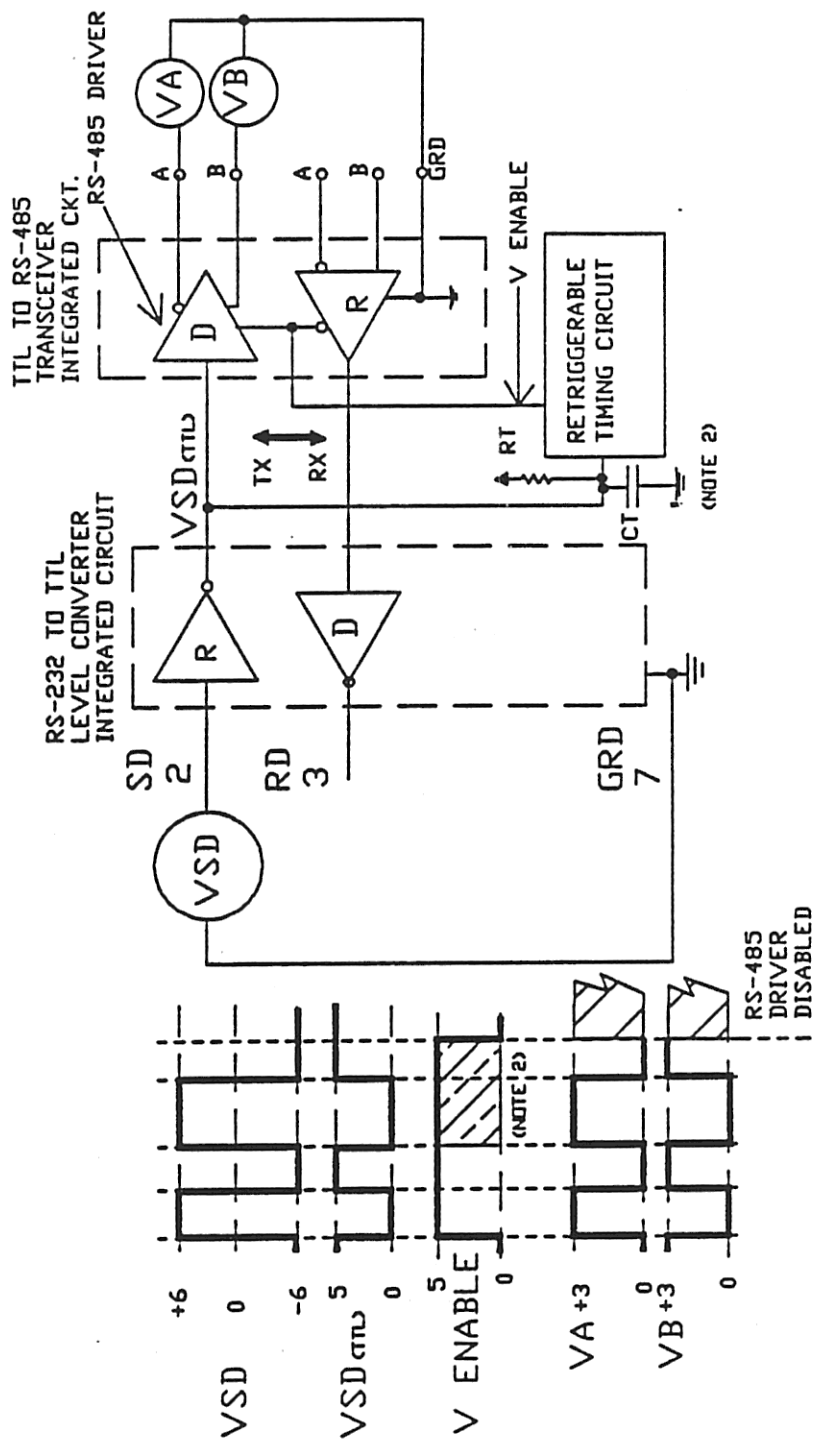 TTL TO RS-485
TRANSCEIVER
INTEGRATED CKT.
RS-485 DRIVER
RS-232 TO TTL
LEVEL CONVERTER
INTEGRATED CIRCUIT
VSD
SD
2
R
VSD(TTL)
D
A
VA
B
VB
TX
RX
RD
3
D
R
A
B
GRD
V ENABLE
RT
CT
(NOTE 2)
RETRIGGERABLE
TIMING CIRCUIT
GRD
7
VSD
+6
0
-6
VSD(TTL)
5
0
V ENABLE
5
0
(NOTE 2)
VA
+3
0
VB
+3
0
RS-485
DRIVER
DISABLED